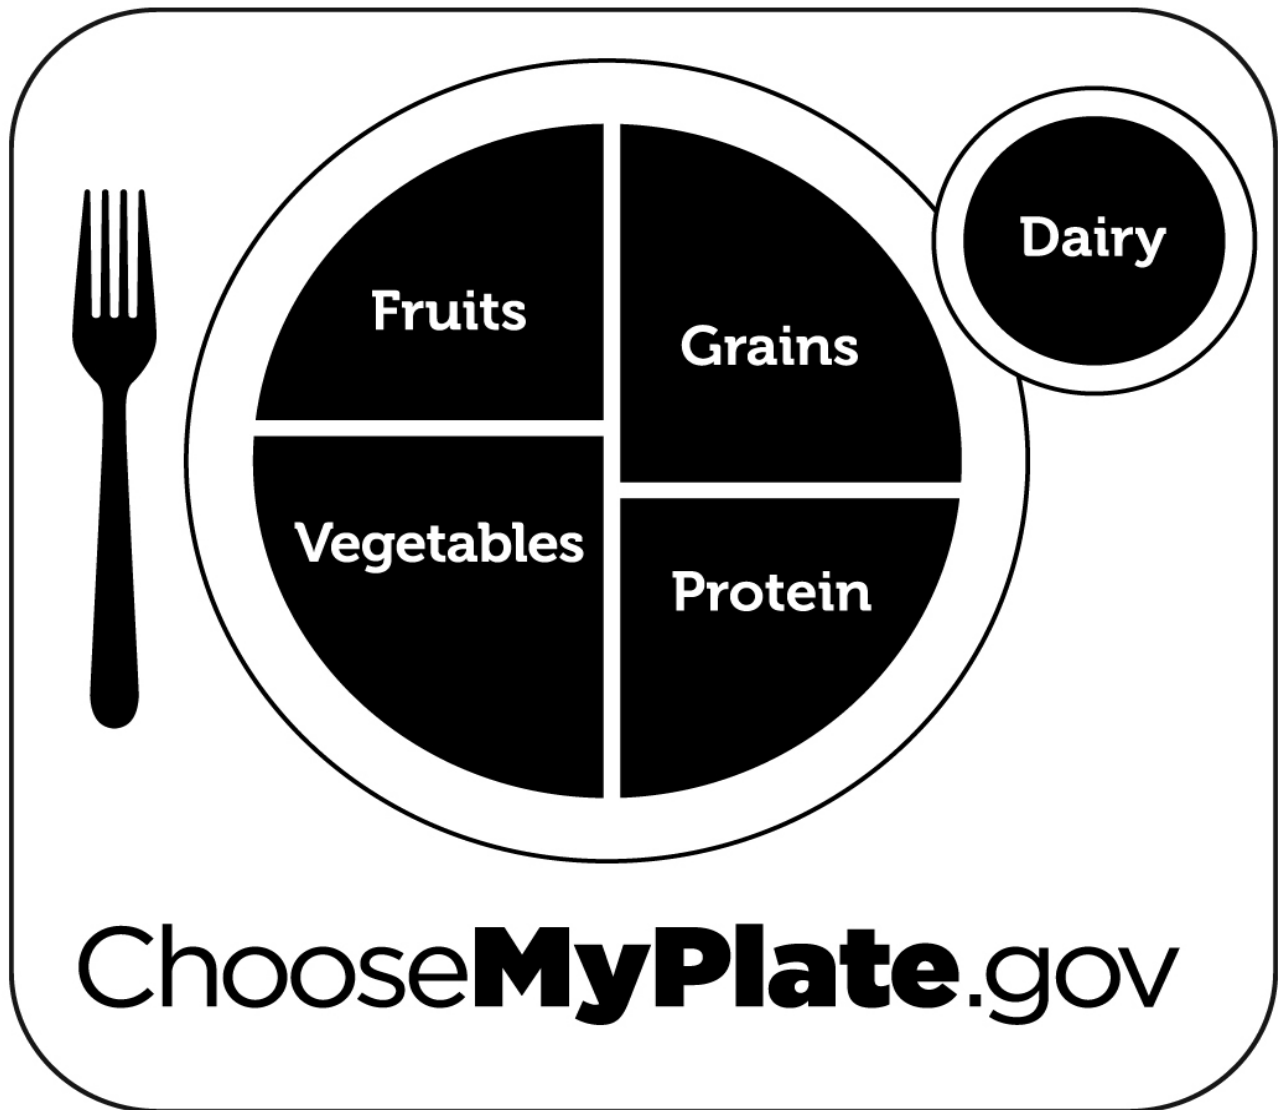 Dairy
Fruits
Grains
Vegetables
Protein
ChooseMyPlate.gov